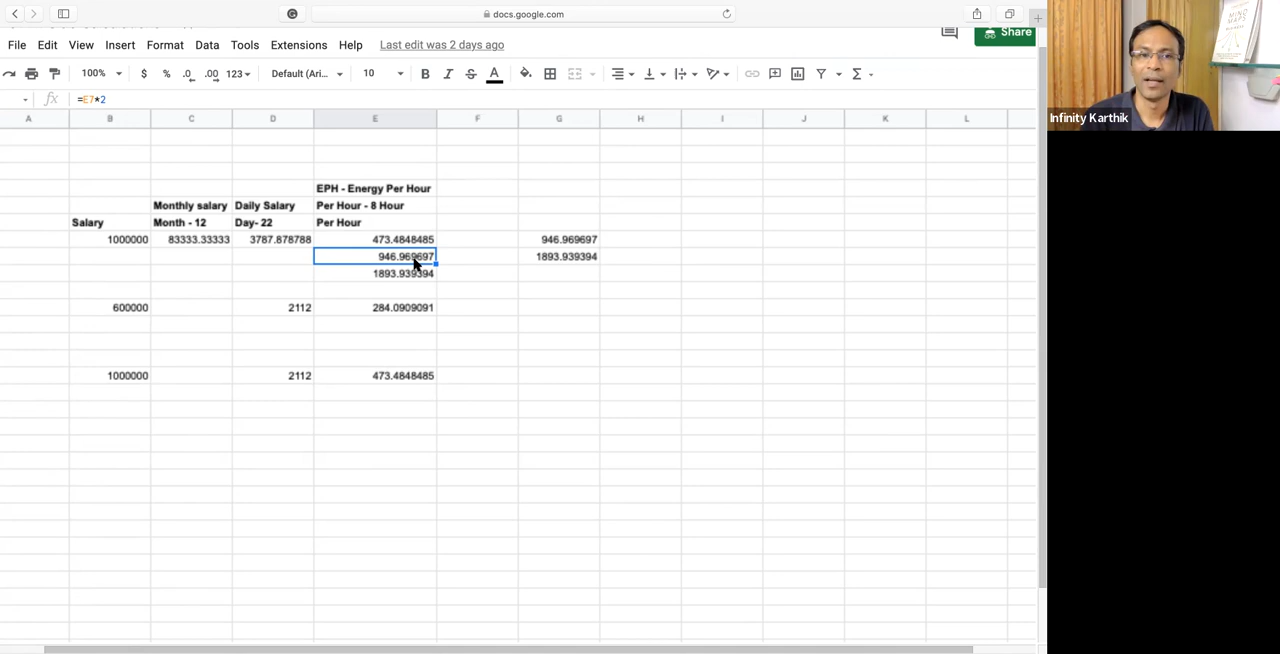 docs.google.com
File Edit View Insert Format Data Tools Extensions Help Last edit was 2 days ago
Share
100% $ % .0 .00 123 Default (Ari... 10 B I S A Σ
fx =E7*2
A B C D E F G H I J K L
EPH - Energy Per Hour
Monthly salary Daily Salary Per Hour - 8 Hour
Salary Month - 12 Day- 22 Per Hour
1000000 83333.33333 3787.878788 473.4848485 946.969697
946.969697 1893.939394
1893.939394
600000 2112 284.0909091
1000000 2112 473.4848485
MIND
MAPS
Infinity Karthik